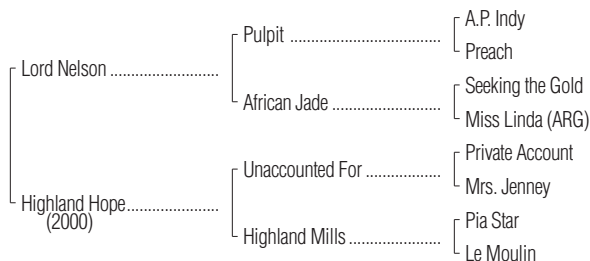 A.P. Indy
Pulpit ........................................
Preach
Lord Nelson ............................
Seeking the Gold
African Jade ............................
Miss Linda (ARG)
Private Account
Unaccounted For ...................
Mrs. Jenney
Highland Hope........................
(2000)
Pia Star
Highland Mills ........................
Le Moulin